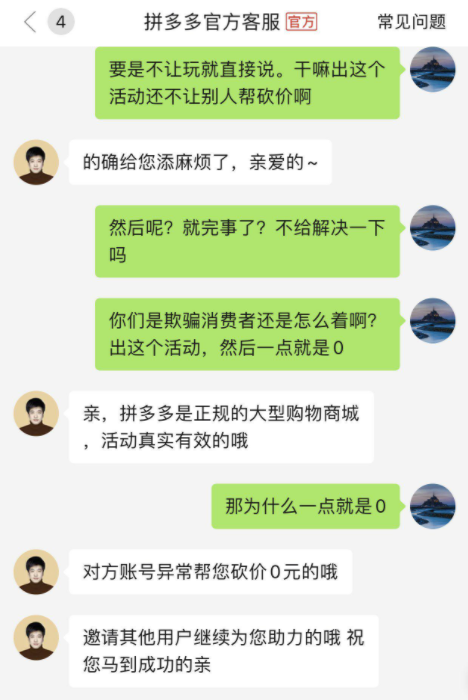 4
拼多多官方客服 官方
常见问题
要是不让玩就直接说。干嘛出这个
活动还不让别人帮砍价啊
的确给您添麻烦了，亲爱的~
然后呢？就完事了？不给解决一下
吗
你们是欺骗消费者还是怎么着啊？
出这个活动，然后一点就是0
亲，拼多多是正规的大型购物商城
，活动真实有效的哦
那为什么一点就是0
对方账号异常帮您砍价0元的哦
邀请其他用户继续为您助力的哦 祝
您马到成功的亲